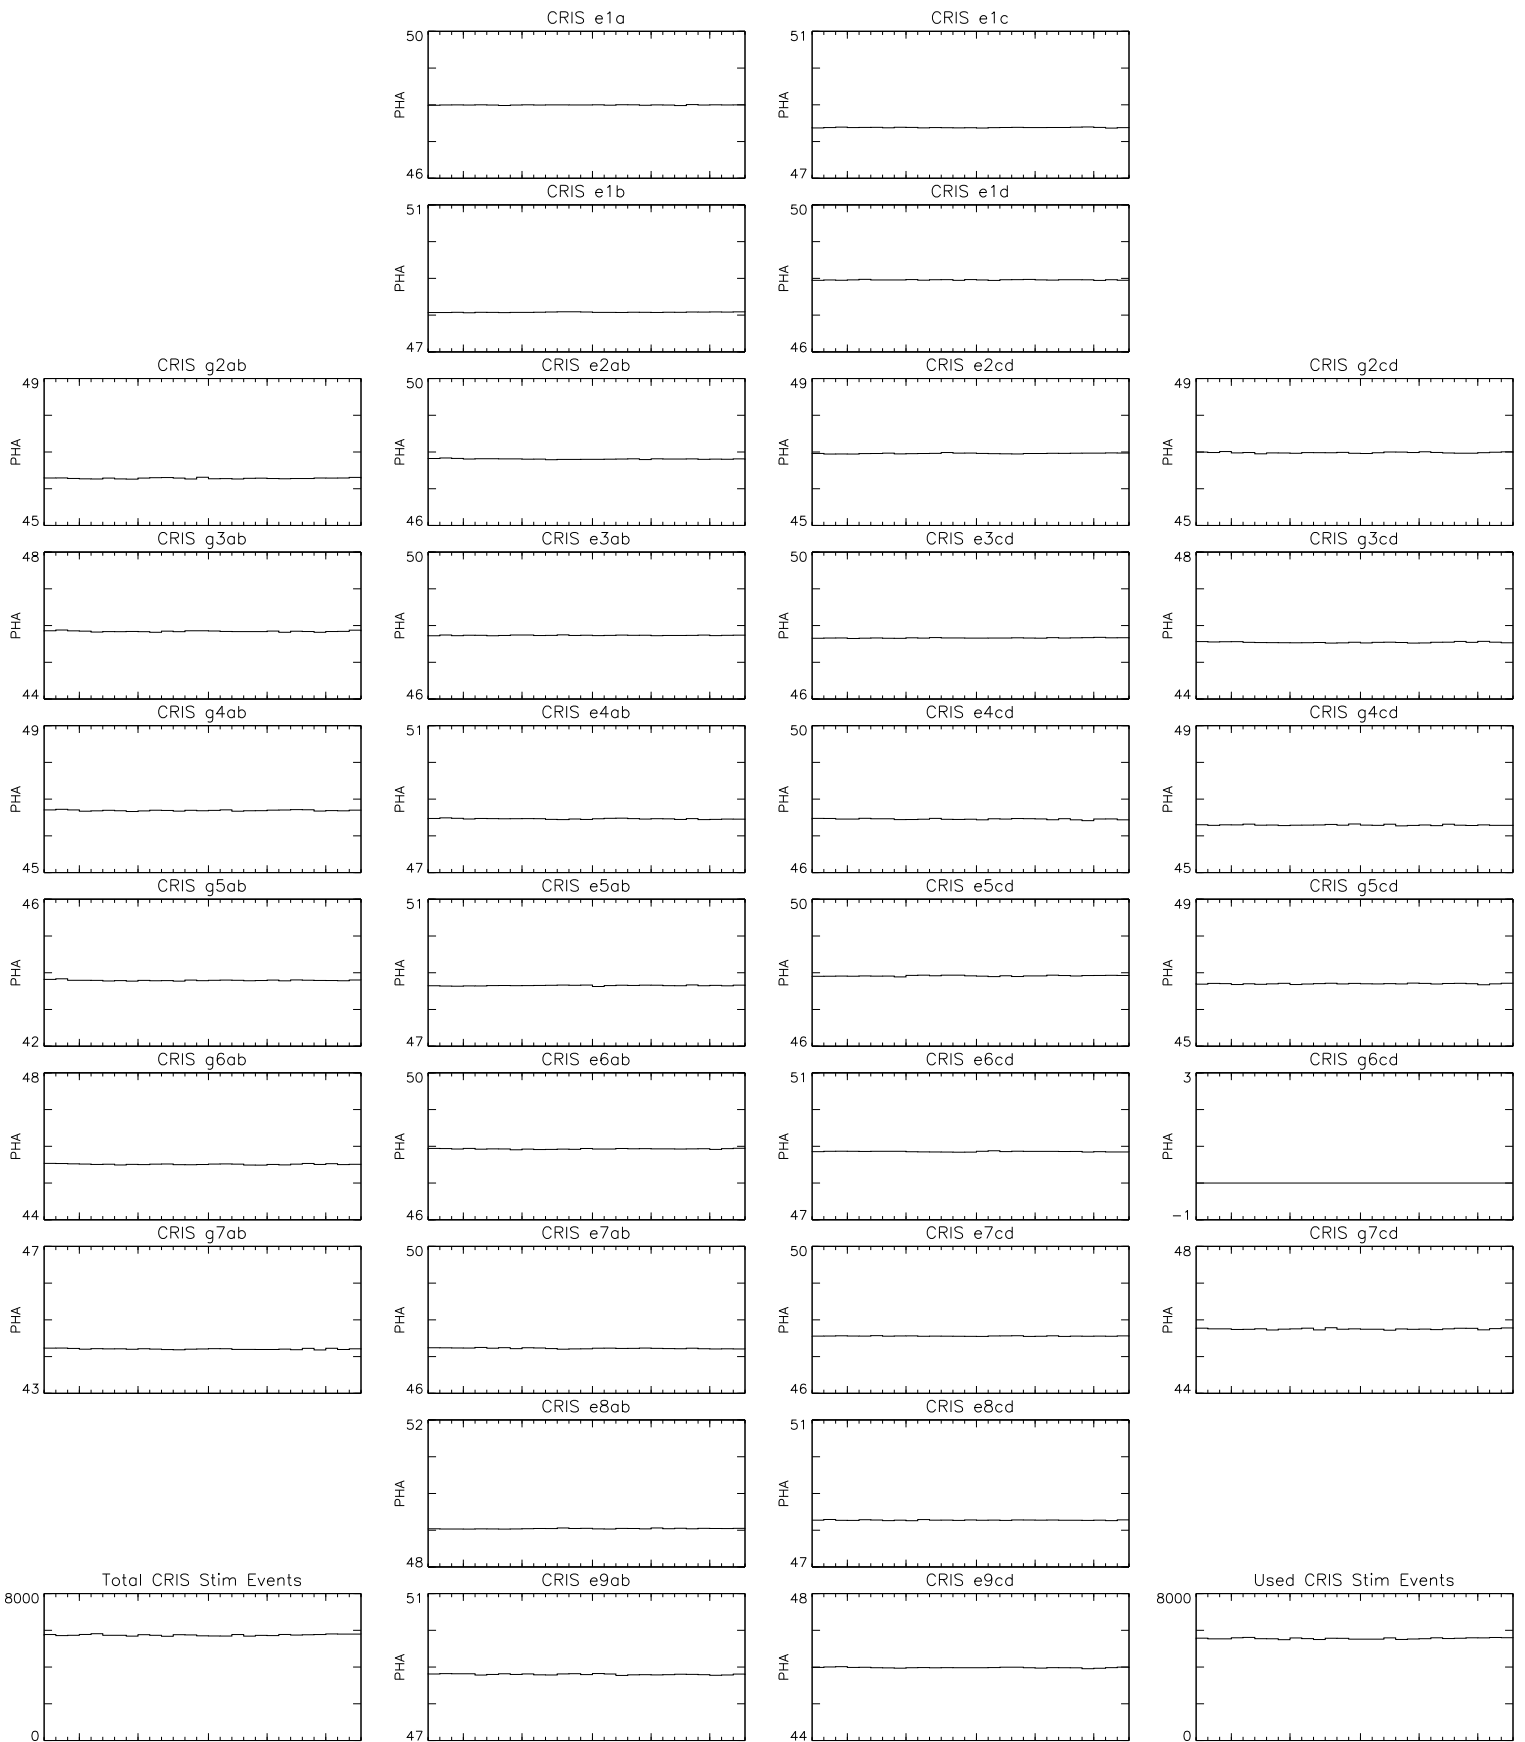 CRIS e1a
50
PHA
46
CRIS e1c
51
PHA
47
CRIS e1b
51
PHA
47
CRIS e1d
50
PHA
46
CRIS g2ab
49
PHA
45
CRIS e2ab
50
PHA
46
CRIS e2cd
49
PHA
45
CRIS g2cd
49
PHA
45
CRIS g3ab
48
PHA
44
CRIS e3ab
50
PHA
46
CRIS e3cd
50
PHA
46
CRIS g3cd
48
PHA
44
CRIS g4ab
49
PHA
45
CRIS e4ab
51
PHA
47
CRIS e4cd
50
PHA
46
CRIS g4cd
49
PHA
45
CRIS g5ab
46
PHA
42
CRIS e5ab
51
PHA
47
CRIS e5cd
50
PHA
46
CRIS g5cd
49
PHA
45
CRIS g6ab
48
PHA
44
CRIS e6ab
50
PHA
46
CRIS e6cd
51
PHA
47
CRIS g6cd
3
PHA
-1
CRIS g7ab
47
PHA
43
CRIS e7ab
50
PHA
46
CRIS e7cd
50
PHA
46
CRIS g7cd
48
PHA
44
CRIS e8ab
52
PHA
48
CRIS e8cd
51
PHA
47
Total CRIS Stim Events
8000
0
CRIS e9ab
51
PHA
47
CRIS e9cd
48
PHA
44
Used CRIS Stim Events
8000
0